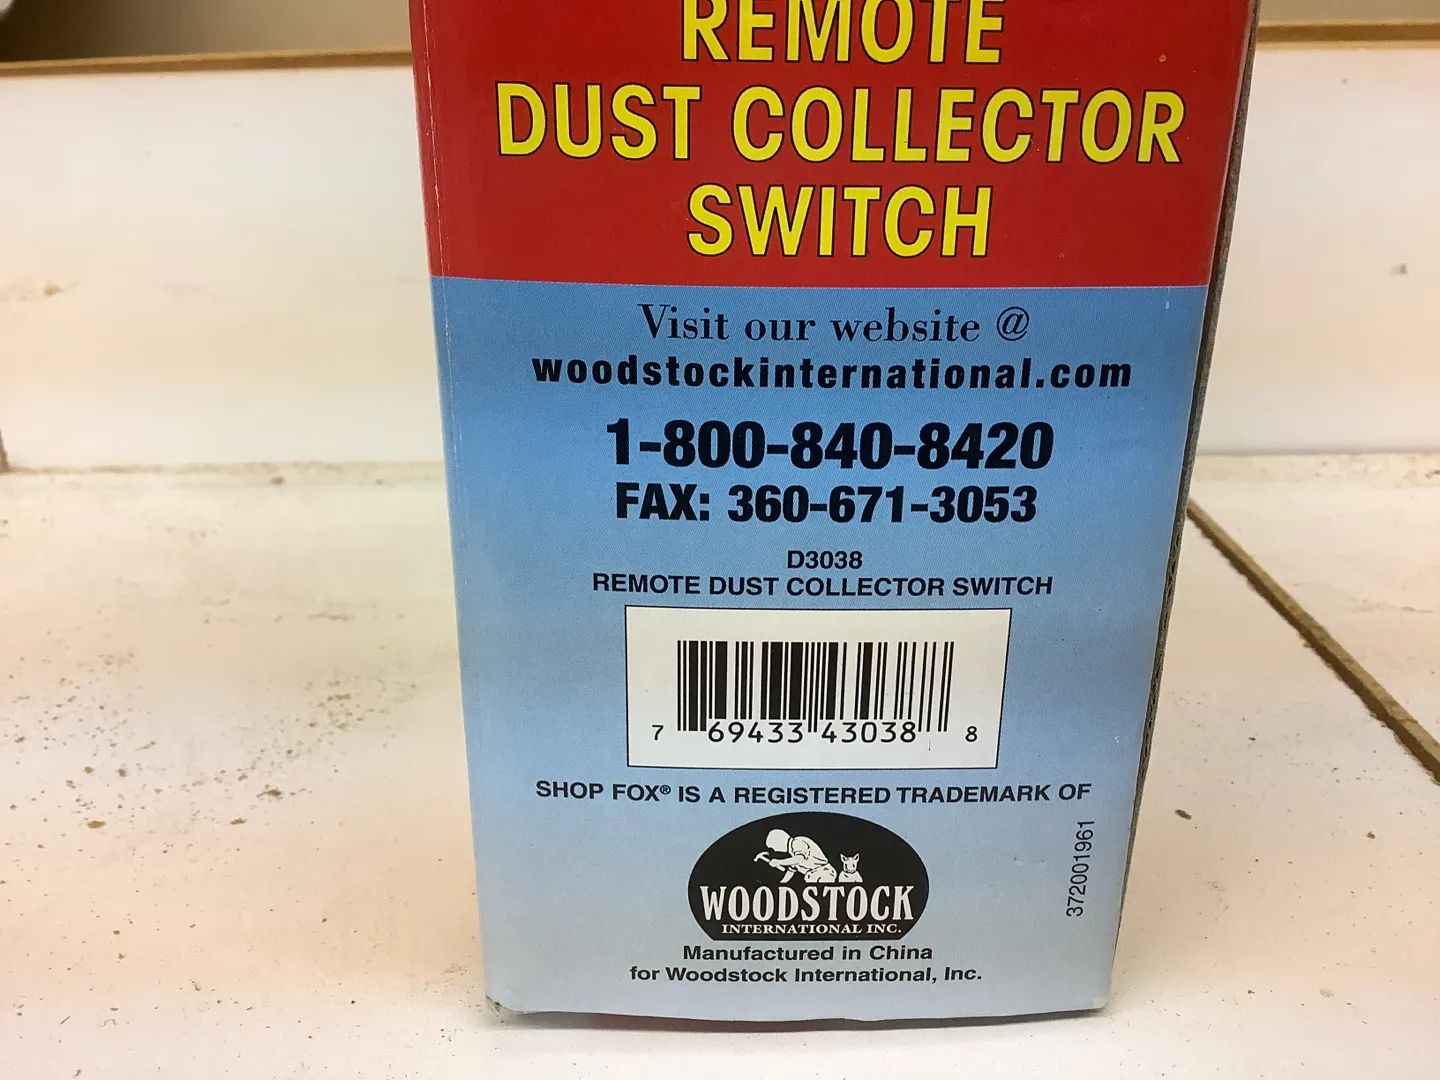 REMOTE
DUST COLLECTOR
SWITCH
Visit our website @
woodstockinternational.com
1-800-840-8420
FAX: 360-671-3053
D3038
REMOTE DUST COLLECTOR SWITCH
7 69433 43038 8
SHOP FOX® IS A REGISTERED TRADEMARK OF
WOODSTOCK
INTERNATIONAL INC.
372001961
Manufactured in China
for Woodstock International, Inc.